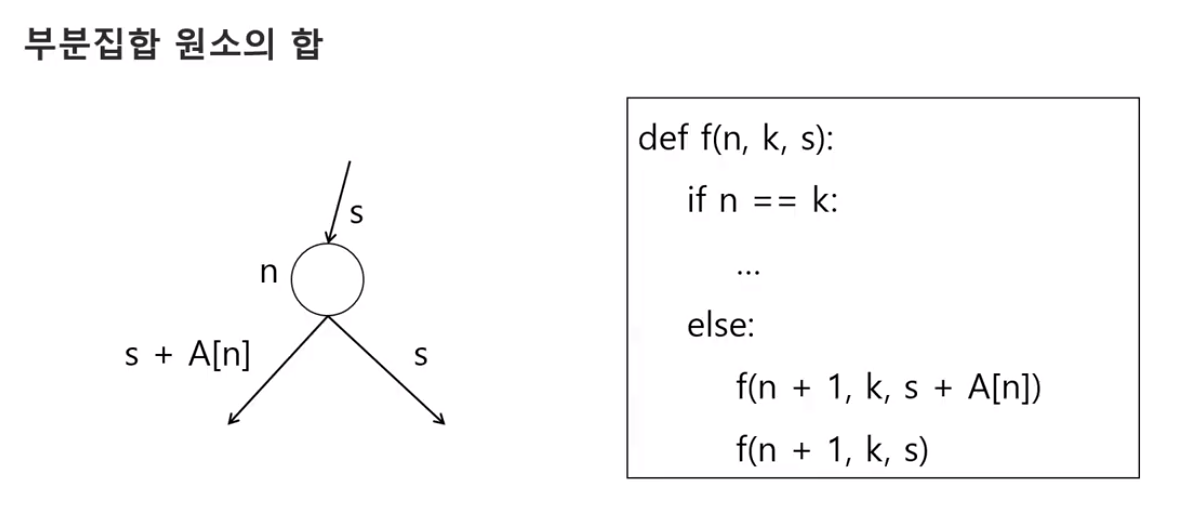 부분집합 원소의 합
s
n
s + A[n]
s
def f(n, k, s):
if n == k:
...
else:
f(n + 1, k, s + A[n])
f(n + 1, k, s)